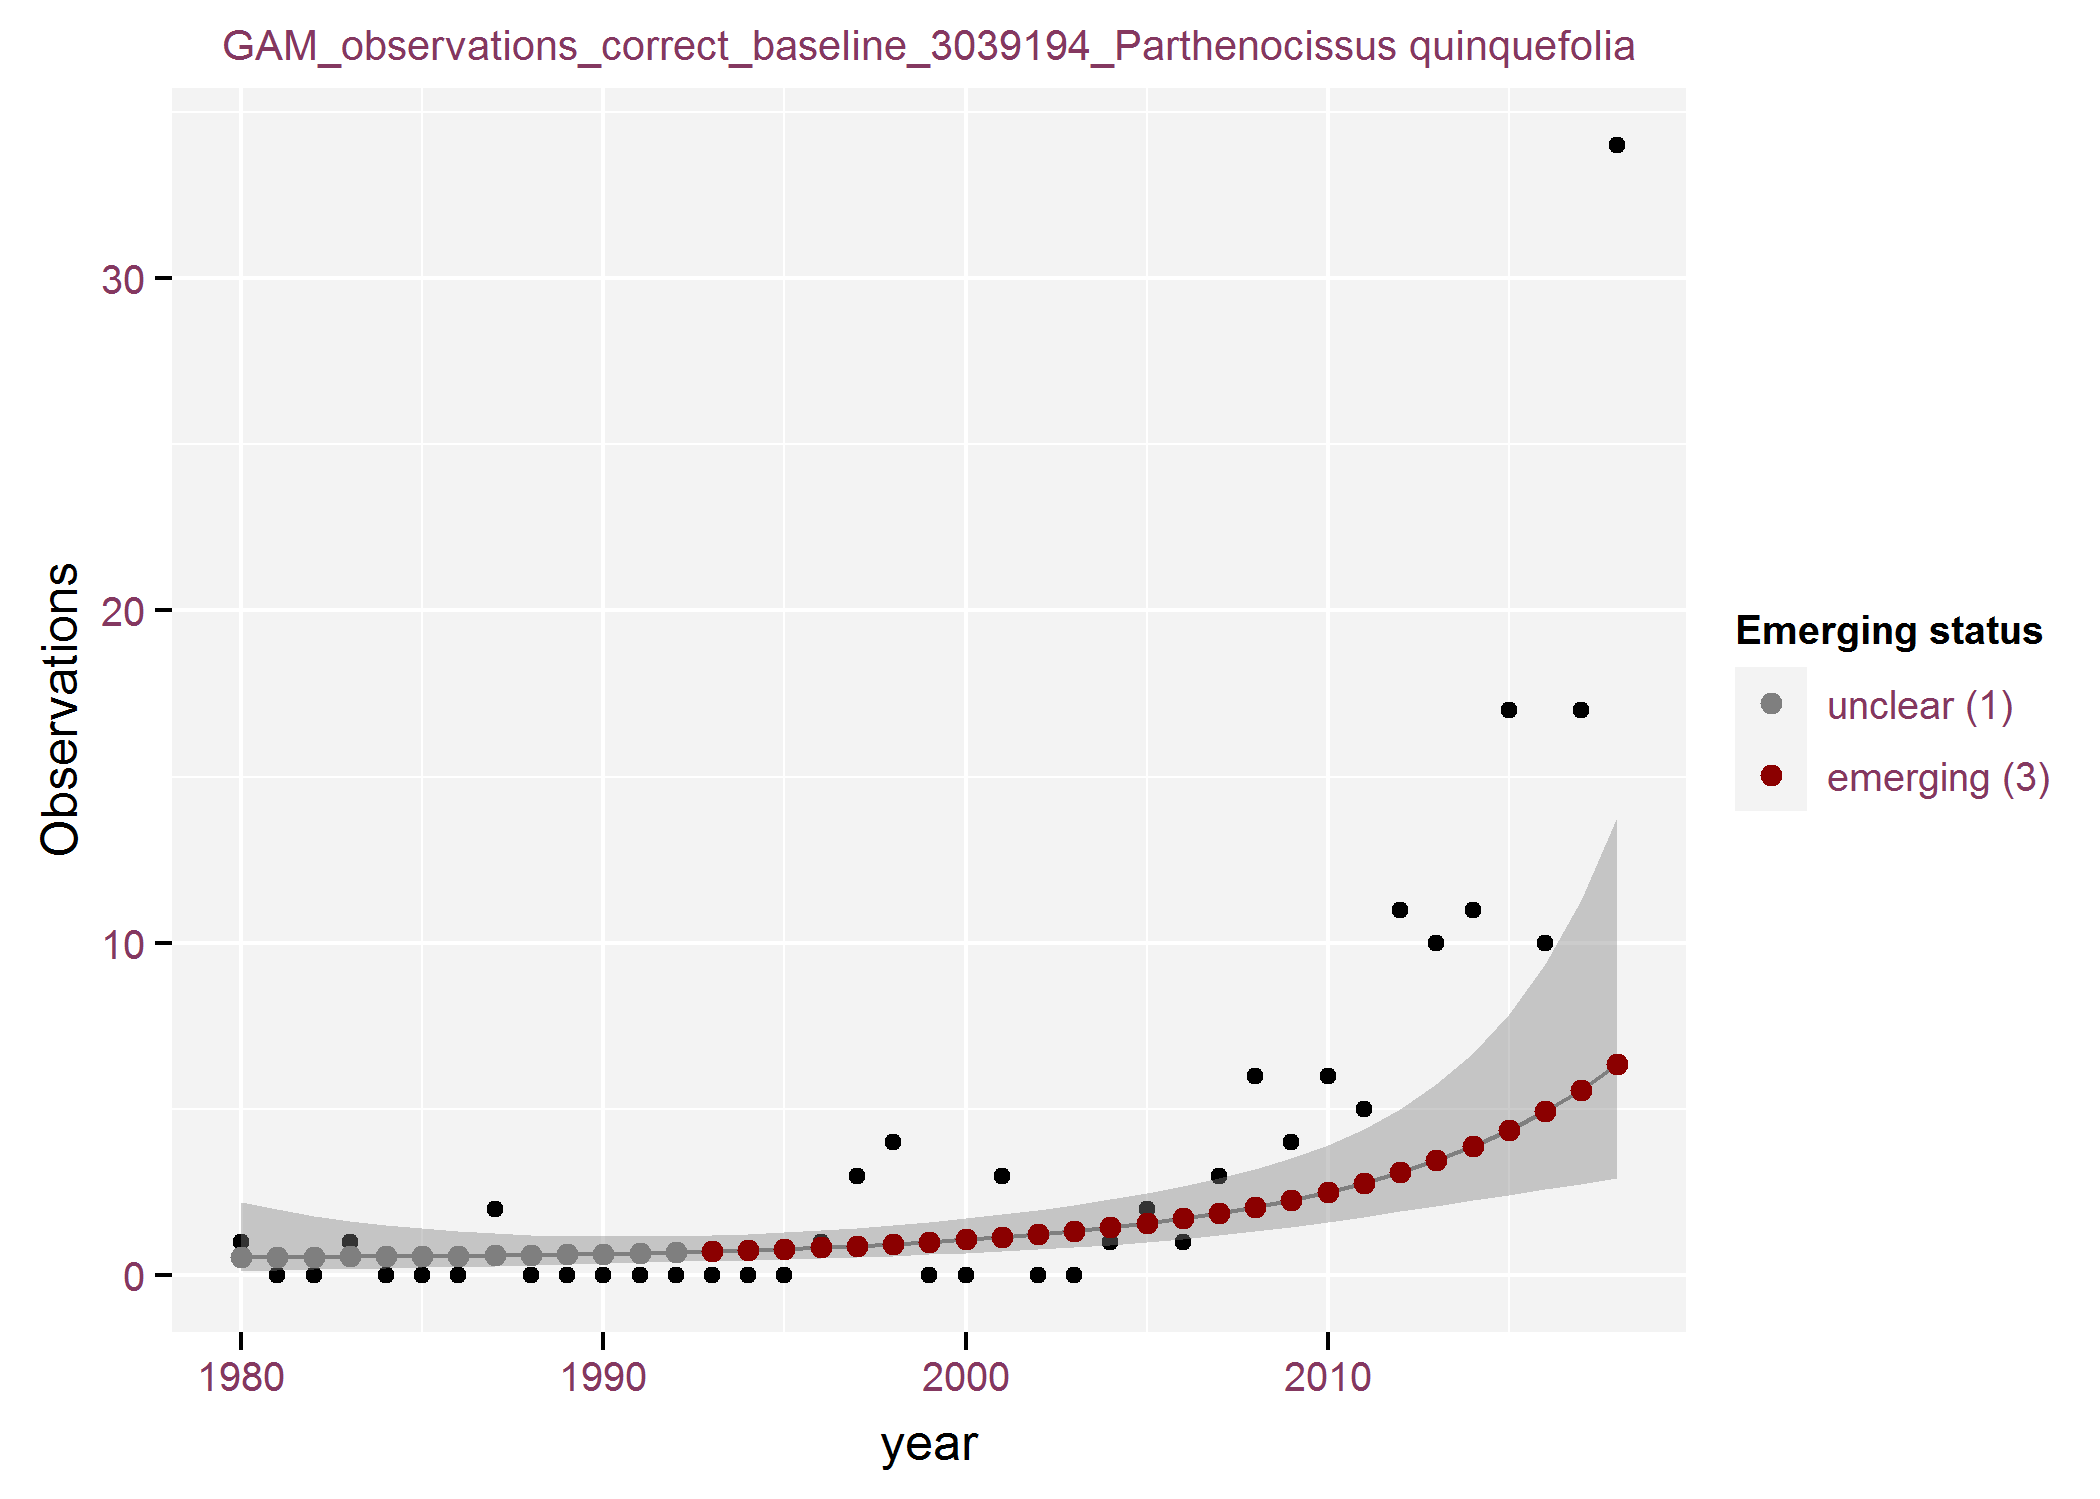 GAM_observations_correct_baseline_3039194_Parthenocissus quinquefolia
Observations
30
20
10
0
1980 1990 2000 2010
year
Emerging status
unclear (1)
emerging (3)